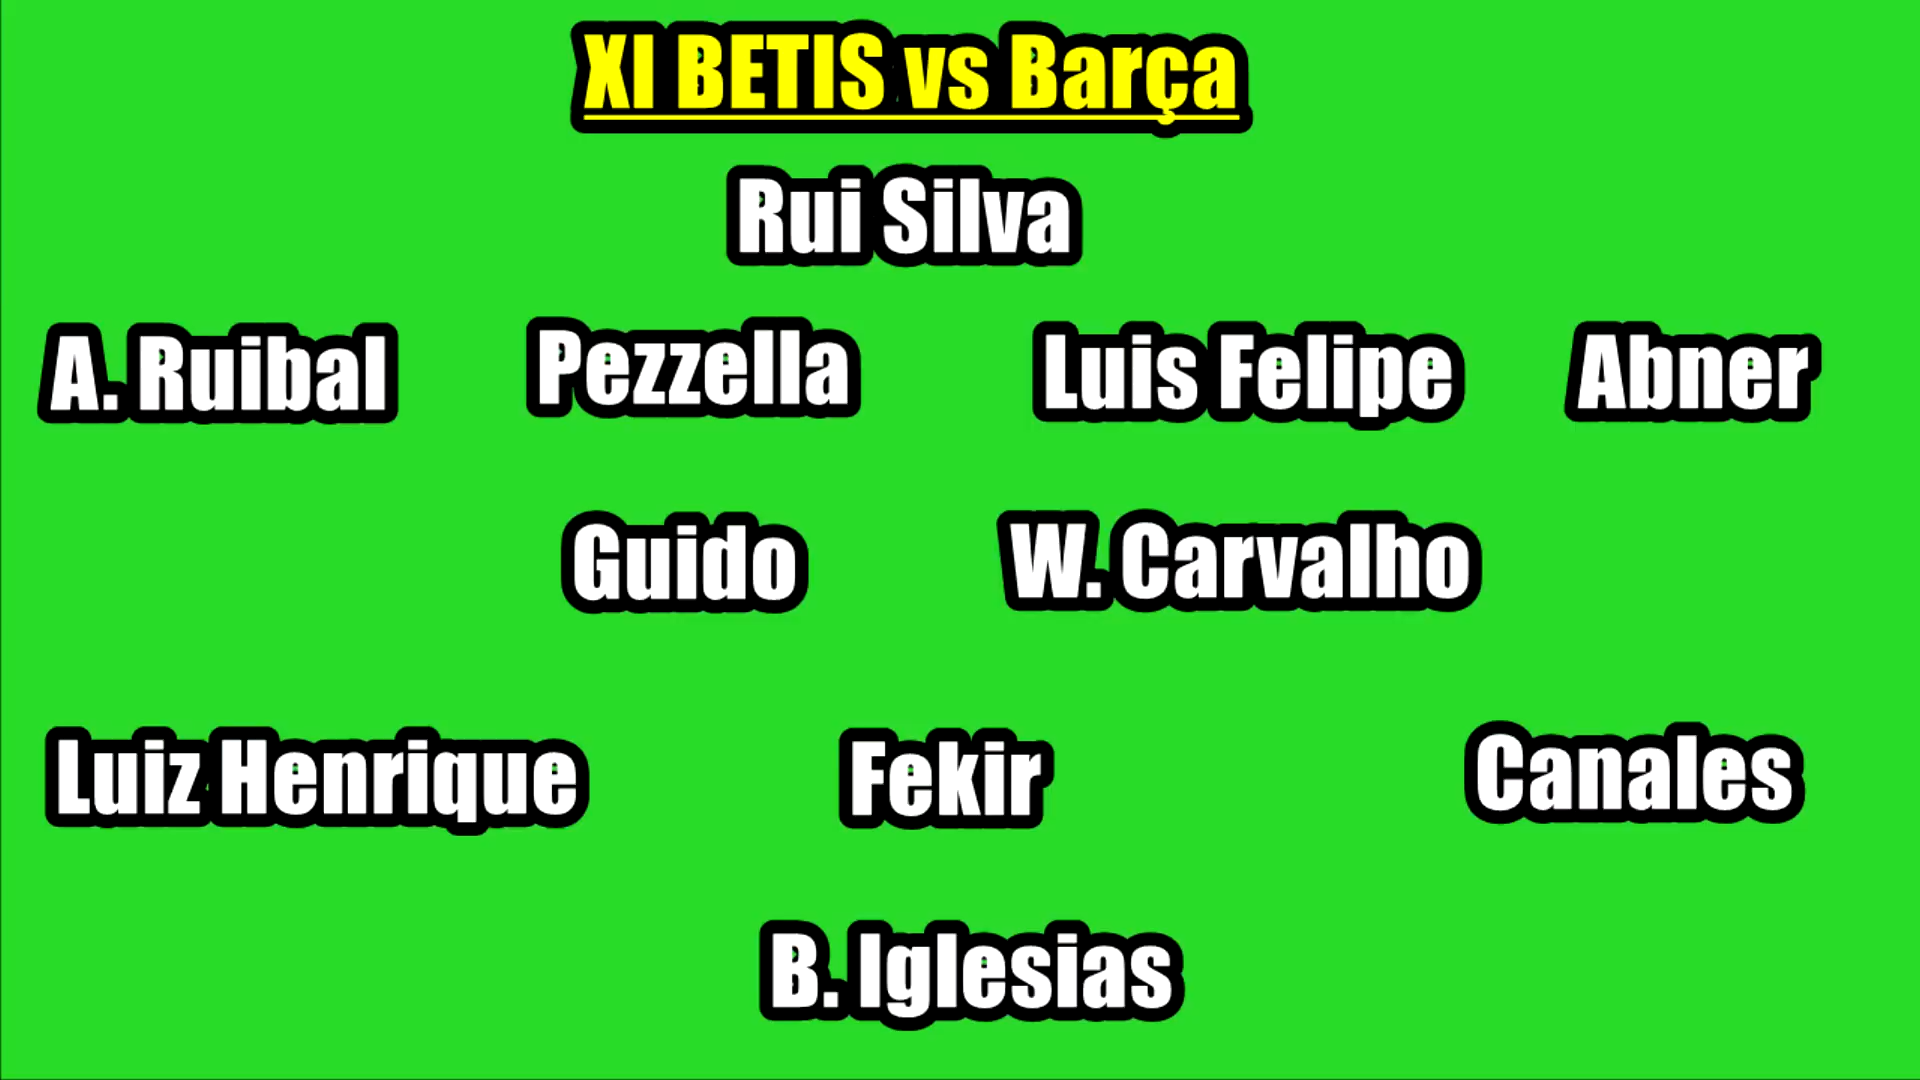 XI BETIS vs Barça
Rui Silva
A. Ruibal Pezzella Luis Felipe Abner
Guido W. Carvalho
Luiz Henrique Fekir Canales
B. Iglesias